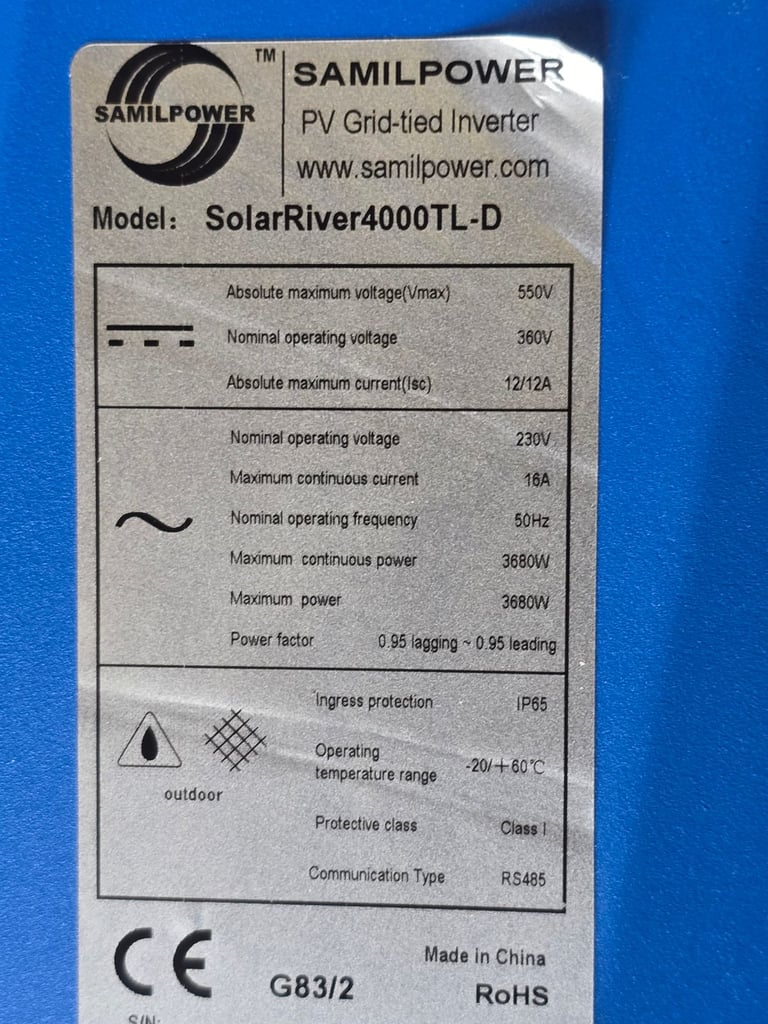 SAMILPOWER
TM
SAMILPOWER
PV Grid-tied Inverter
www.samilpower.com
Model: SolarRiver4000TL-D
Absolute maximum voltage(Vmax) 550V
Nominal operating voltage 360V
Absolute maximum current(Isc) 12/12A
Nominal operating voltage 230V
Maximum continuous current 16A
Nominal operating frequency 50Hz
Maximum continuous power 3680W
Maximum power 3680W
Power factor 0.95 lagging ~ 0.95 leading
Ingress protection IP65
Operating
temperature range -20/+60℃
outdoor
Protective class Class I
Communication Type RS485
CE
G83/2
Made in China
RoHS
S/N: